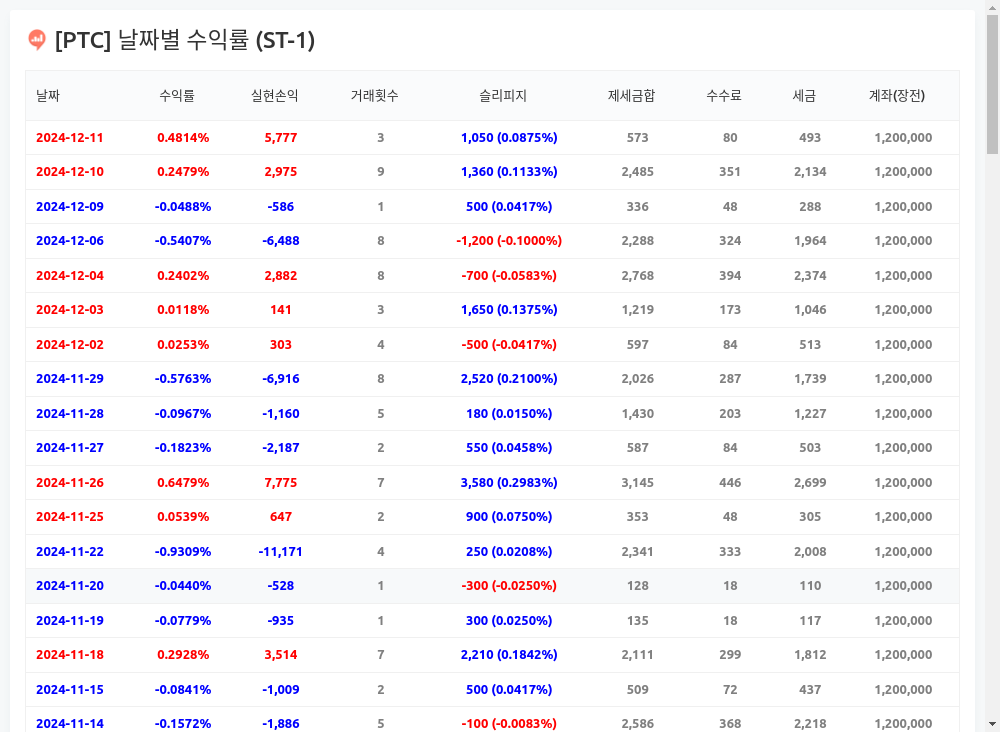 [PTC] 날짜별 수익률 (ST-1)
날짜 수익률 실현손익 거래횟수 슬리피지 제세금합 수수료 세금 계좌(장전)
2024-12-11 0.4814% 5,777 3 1,050 (0.0875%) 573 80 493 1,200,000
2024-12-10 0.2479% 2,975 9 1,360 (0.1133%) 2,485 351 2,134 1,200,000
2024-12-09 -0.0488% -586 1 500 (0.0417%) 336 48 288 1,200,000
2024-12-06 -0.5407% -6,488 8 -1,200 (-0.1000%) 2,288 324 1,964 1,200,000
2024-12-04 0.2402% 2,882 8 -700 (-0.0583%) 2,768 394 2,374 1,200,000
2024-12-03 0.0118% 141 3 1,650 (0.1375%) 1,219 173 1,046 1,200,000
2024-12-02 0.0253% 303 4 -500 (-0.0417%) 597 84 513 1,200,000
2024-11-29 -0.5763% -6,916 8 2,520 (0.2100%) 2,026 287 1,739 1,200,000
2024-11-28 -0.0967% -1,160 5 180 (0.0150%) 1,430 203 1,227 1,200,000
2024-11-27 -0.1823% -2,187 2 550 (0.0458%) 587 84 503 1,200,000
2024-11-26 0.6479% 7,775 7 3,580 (0.2983%) 3,145 446 2,699 1,200,000
2024-11-25 0.0539% 647 2 900 (0.0750%) 353 48 305 1,200,000
2024-11-22 -0.9309% -11,171 4 250 (0.0208%) 2,341 333 2,008 1,200,000
2024-11-20 -0.0440% -528 1 -300 (-0.0250%) 128 18 110 1,200,000
2024-11-19 -0.0779% -935 1 300 (0.0250%) 135 18 117 1,200,000
2024-11-18 0.2928% 3,514 7 2,210 (0.1842%) 2,111 299 1,812 1,200,000
2024-11-15 -0.0841% -1,009 2 500 (0.0417%) 509 72 437 1,200,000
2024-11-14 -0.1572% -1,886 5 -100 (-0.0083%) 2,586 368 2,218 1,200,000